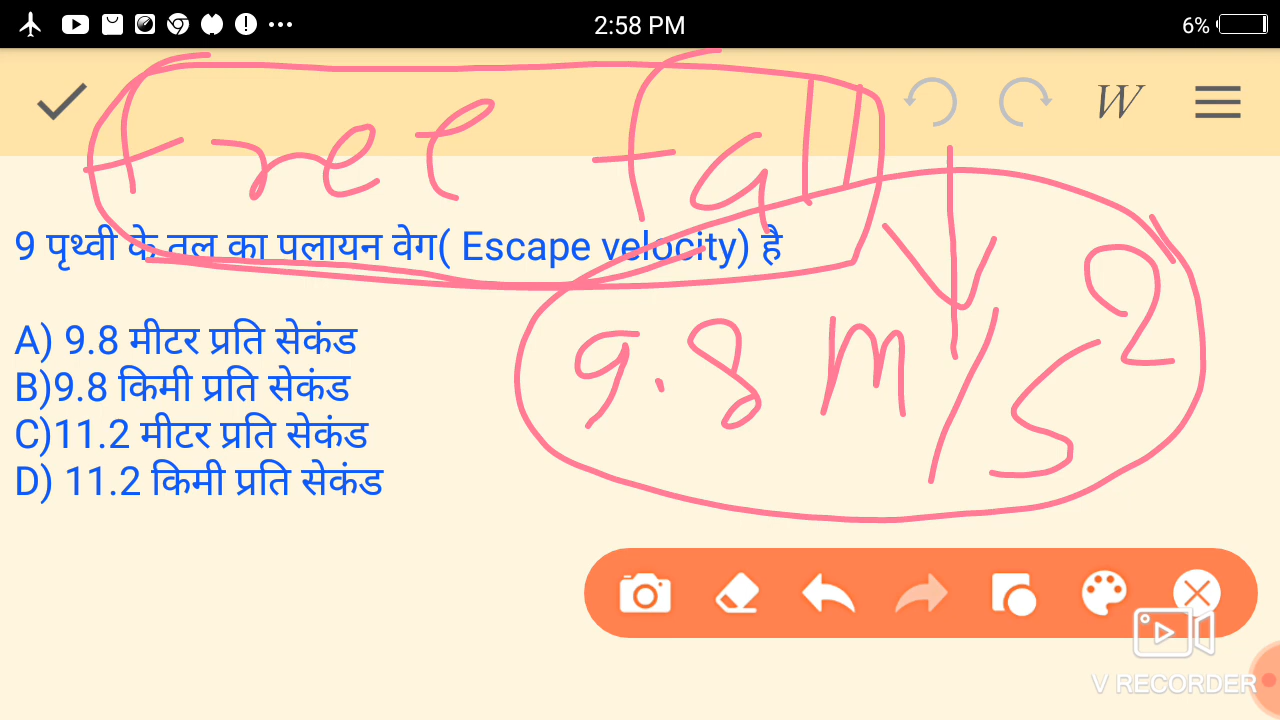 2:58 PM 6%
free fall
W
9 पृथ्वी के तल का पलायन वेग( Escape velocity) है
9.8 m/s2
A) 9.8 मीटर प्रति सेकंड
B)9.8 किमी प्रति सेकंड
C)11.2 मीटर प्रति सेकंड
D) 11.2 किमी प्रति सेकंड
V RECORDER